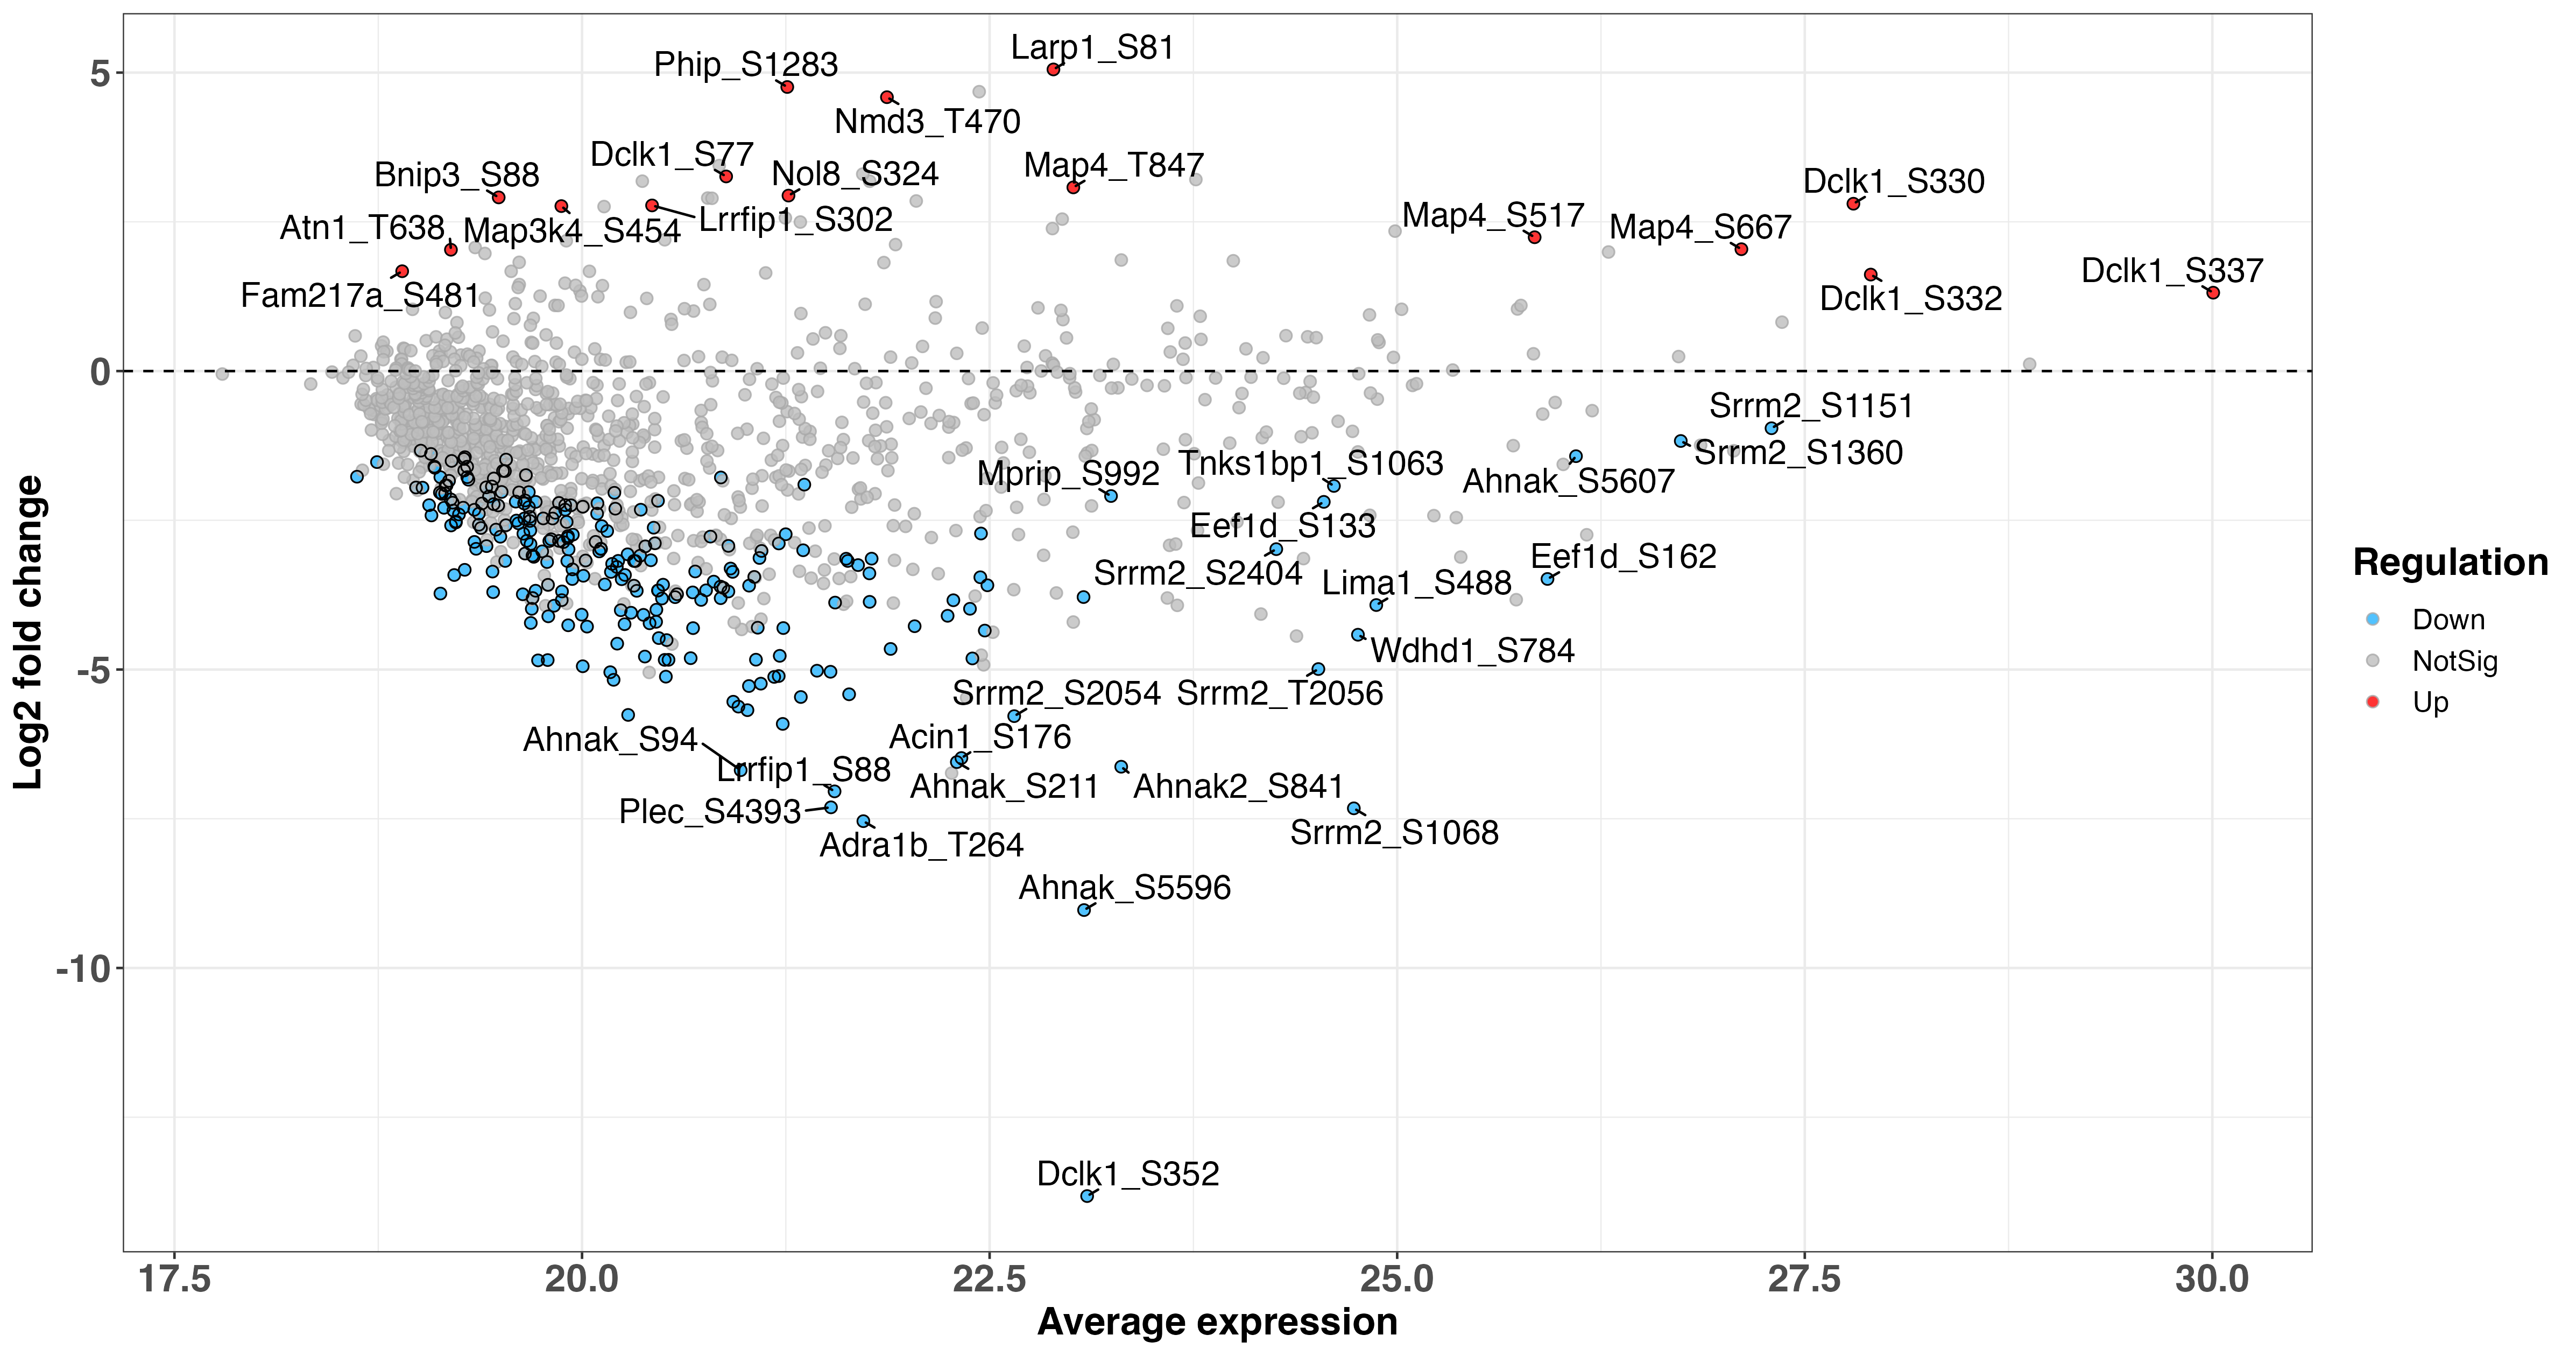 Larp1_S81
Phip_S1283
5
Nmd3_T470
Dclk1_S77
Map4_T847
Bnip3_S88
Nol8_S324
Dclk1_S330
Map4_S517
Lrrfip1_S302
Atn1_T638
Map3k4_S454
Map4_S667
Dclk1_S337
Fam217a_S481
Dclk1_S332
0
Srrm2_S1151
Srrm2_S1360
Tnks1bp1_S1063
Mprip_S992
Ahnak_S5607
Eef1d_S133
Eef1d_S162
Srrm2_S2404
Lima1_S488
Wdhd1_S784
-5
Srrm2_S2054
Srrm2_T2056
Ahnak_S94
Acin1_S176
Lrrfip1_S88
Ahnak_S211
Ahnak2_S841
Plec_S4393
Srrm2_S1068
Adra1b_T264
Ahnak_S5596
-10
Dclk1_S352
17.5 20.0 22.5 25.0 27.5 30.0
Average expression
Log2 fold change
Regulation
Down
NotSig
Up